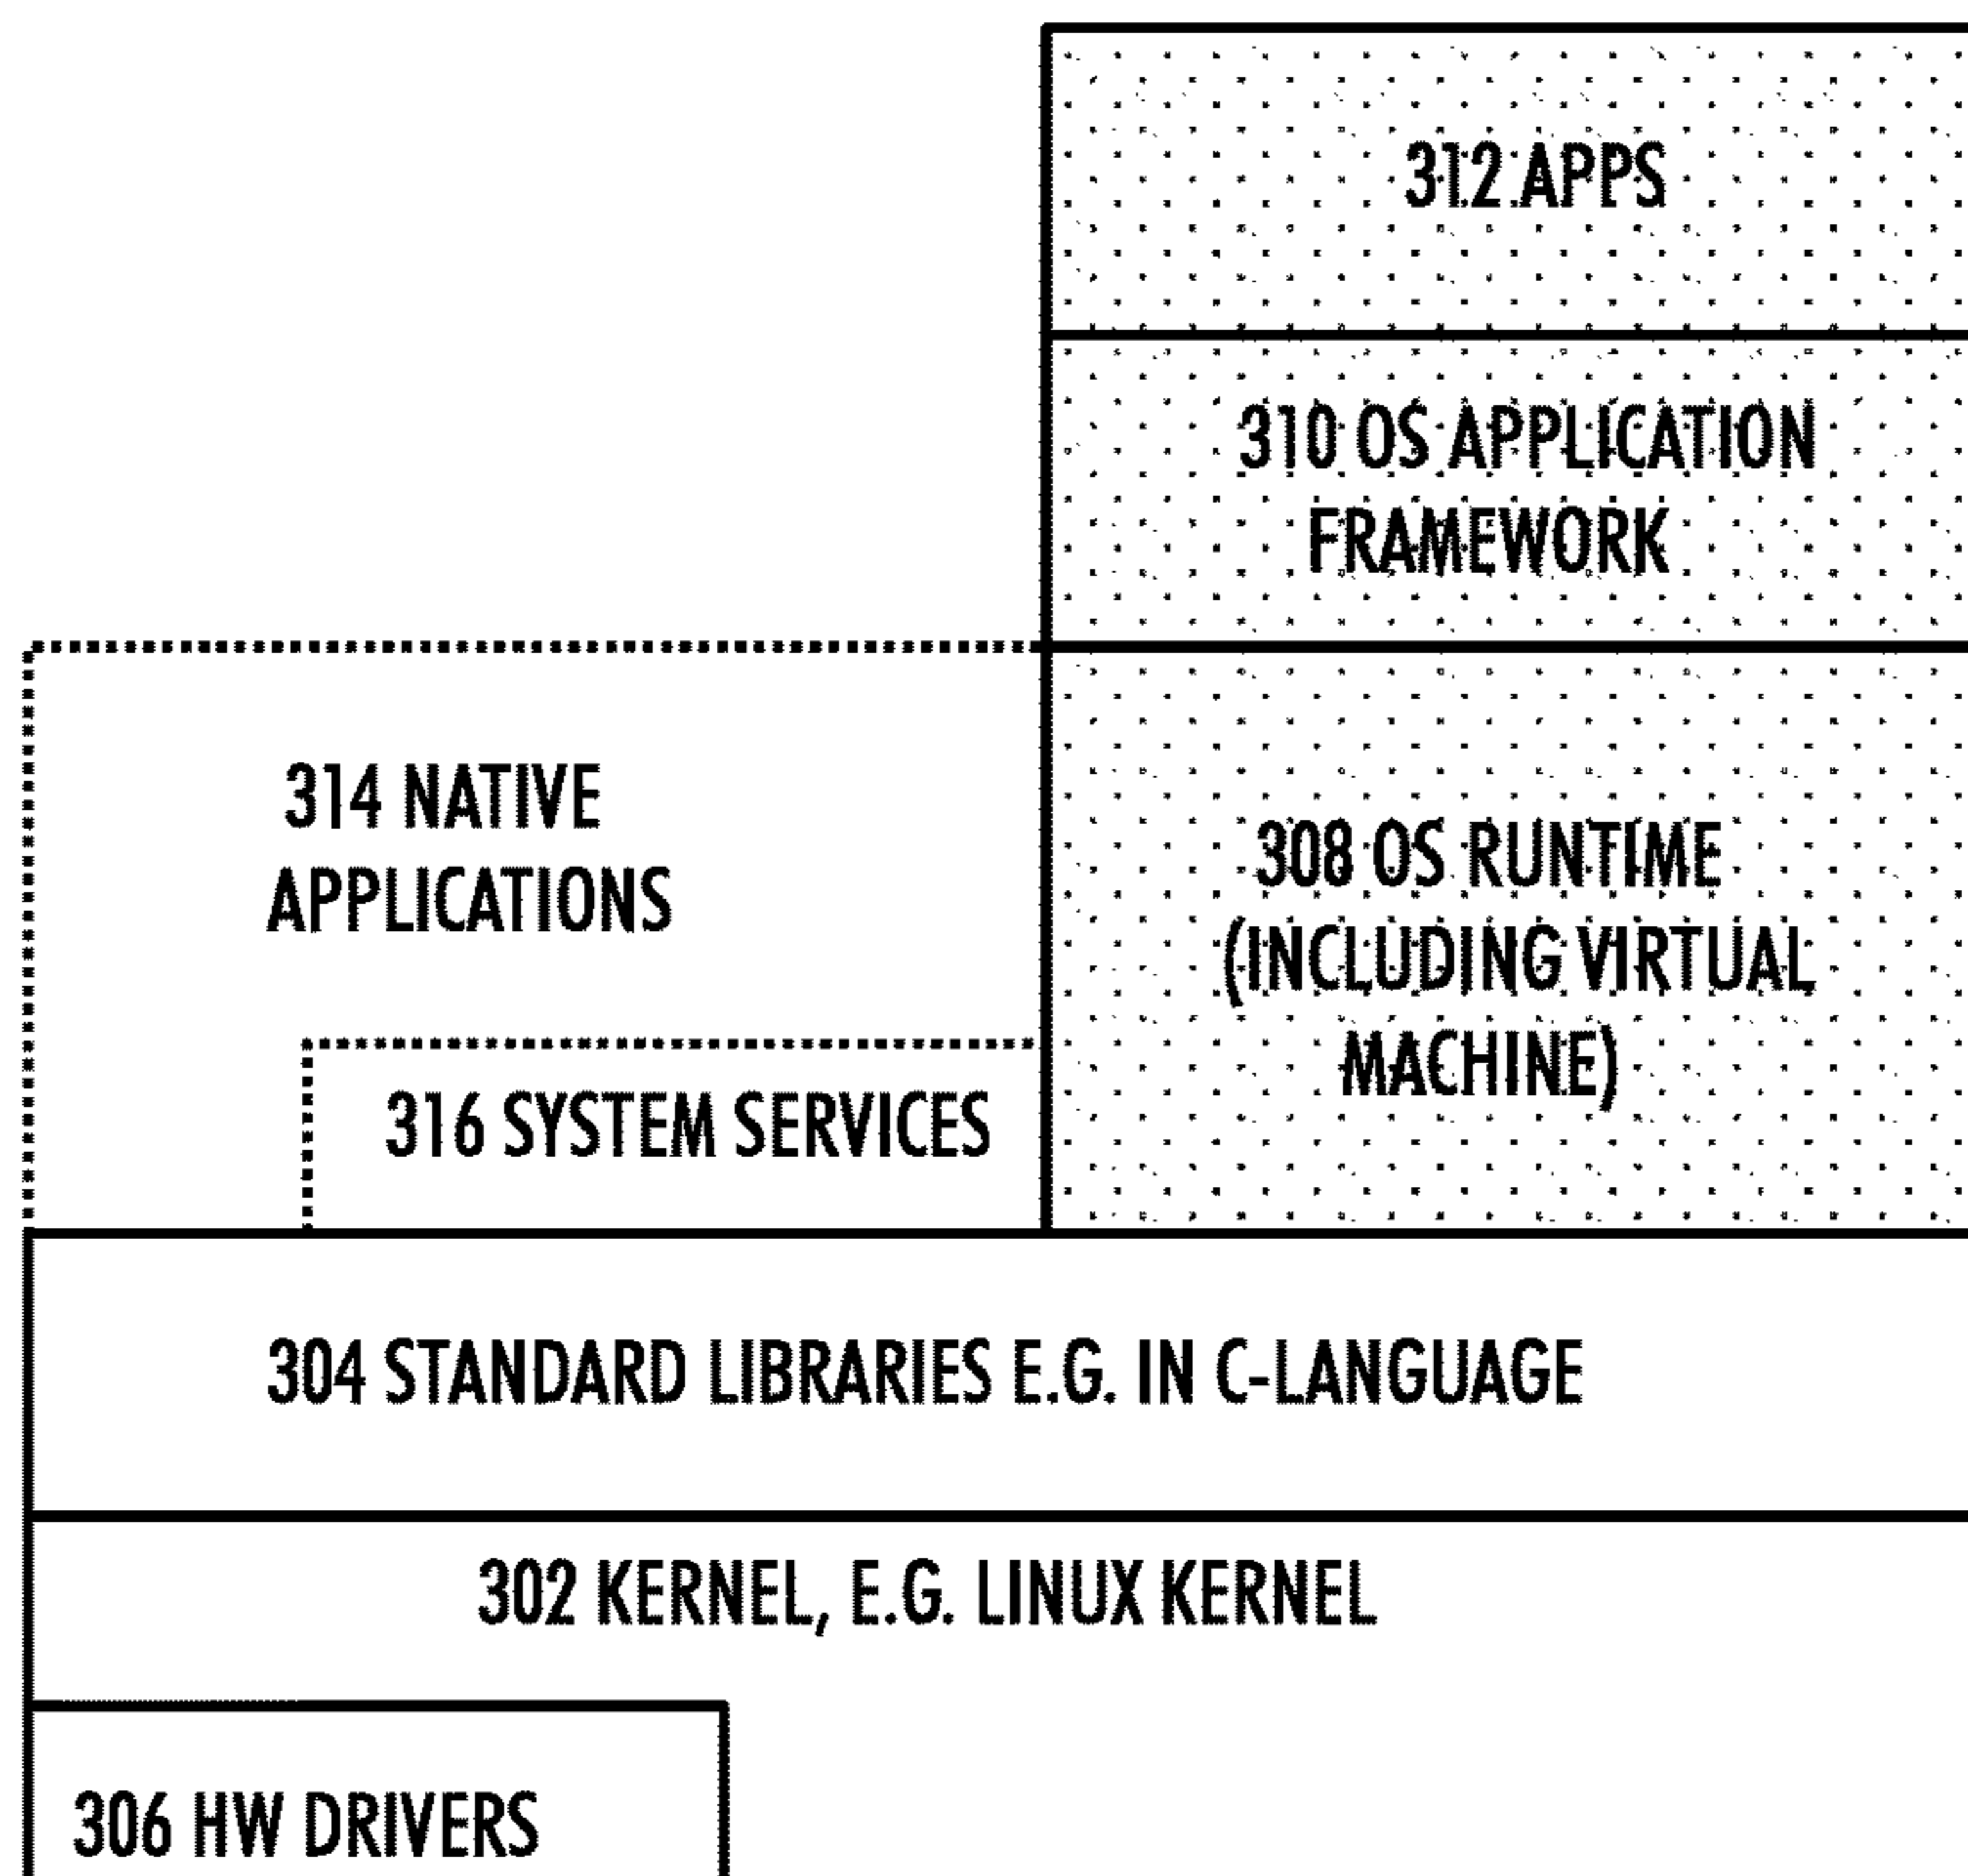 312 APPS
310 OS APPLICATION
FRAMEWORK
314 NATIVE
APPLICATIONS
316 SYSTEM SERVICES
308 OS RUNTIME
(INCLUDING VIRTUAL
MACHINE)
304 STANDARD LIBRARIES E.G. IN C-LANGUAGE
302 KERNEL, E.G. LINUX KERNEL
306 HW DRIVERS